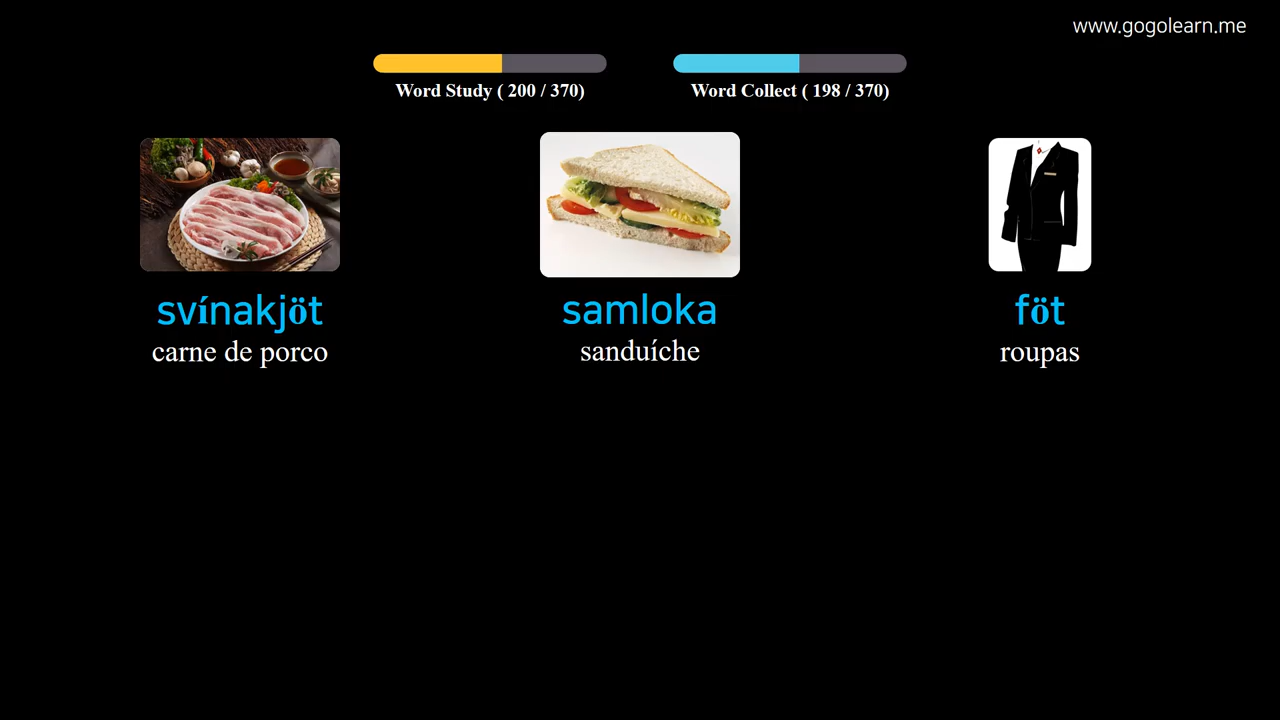 www.gogolearn.me
Word Study ( 200 / 370)
Word Collect ( 198 / 370)
svínakjöt
samloka
föt
carne de porco
sanduíche
roupas